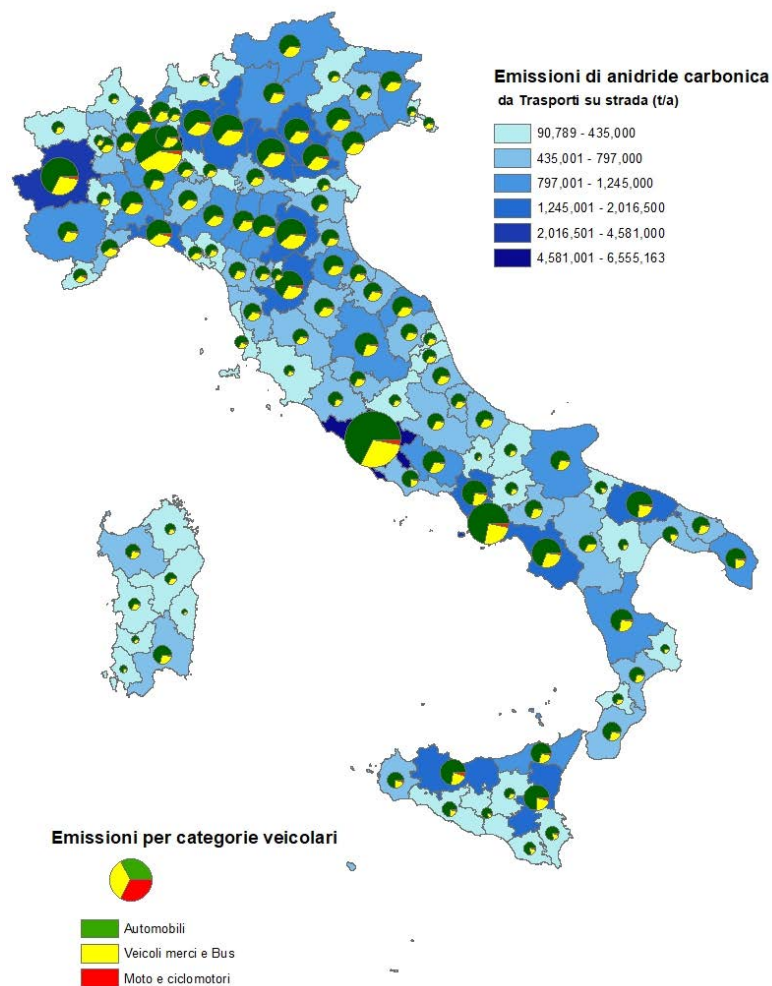 Emissioni di anidride carbonica
da Trasporti su strada (t/a)
90,789 - 435,000
435,001 - 797,000
797,001 - 1,245,000
1,245,001 - 2,016,500
2,016,501 - 4,581,000
4,581,001 - 6,555,163
Emissioni per categorie veicolari
Automobili
Veicoli merci e Bus
Moto e ciclomotori